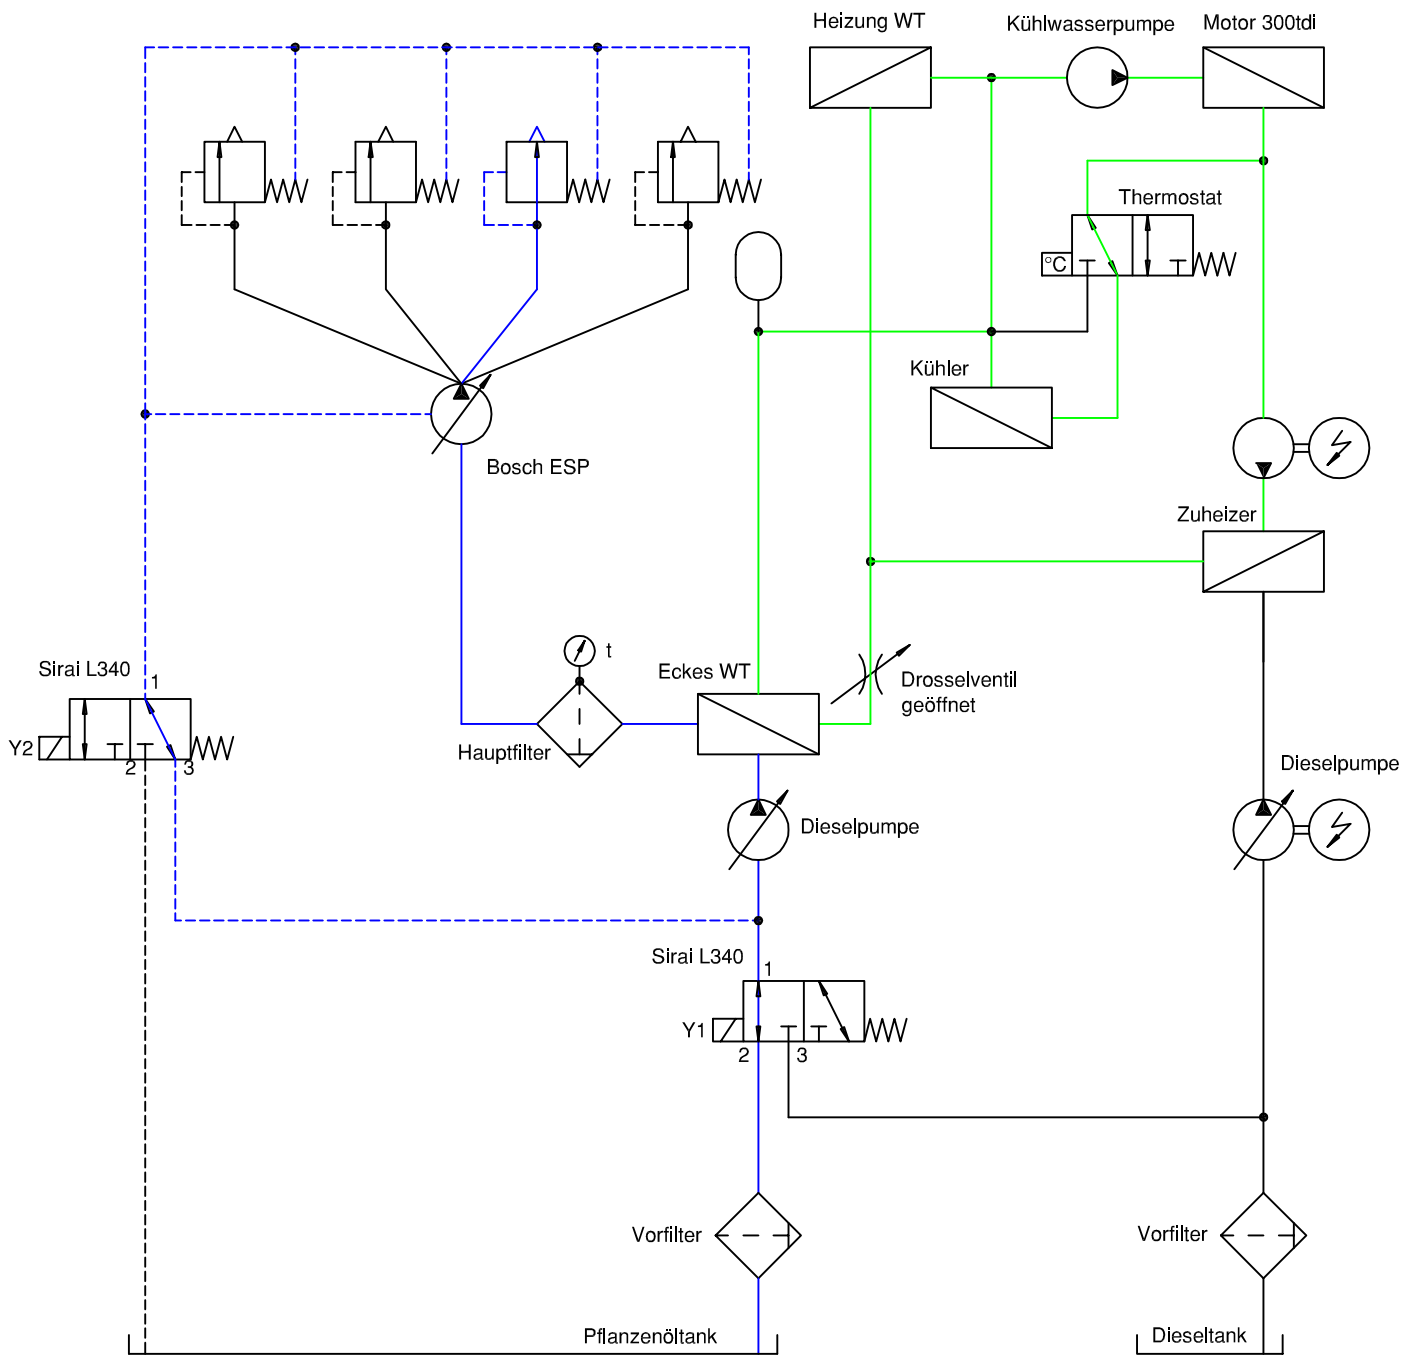 Heizung WT
Kühlwasserpumpe
Motor 300tdi
Thermostat
°C
Kühler
Bosch ESP
Zuheizer
t
Sirai L340
1
Eckes WT
Drosselventil
geöffnet
Y2
2
3
Hauptfilter
Dieselpumpe
Dieselpumpe
Sirai L340
1
Y1
2
3
Vorfilter
Vorfilter
Pflanzenöltank
Dieseltank